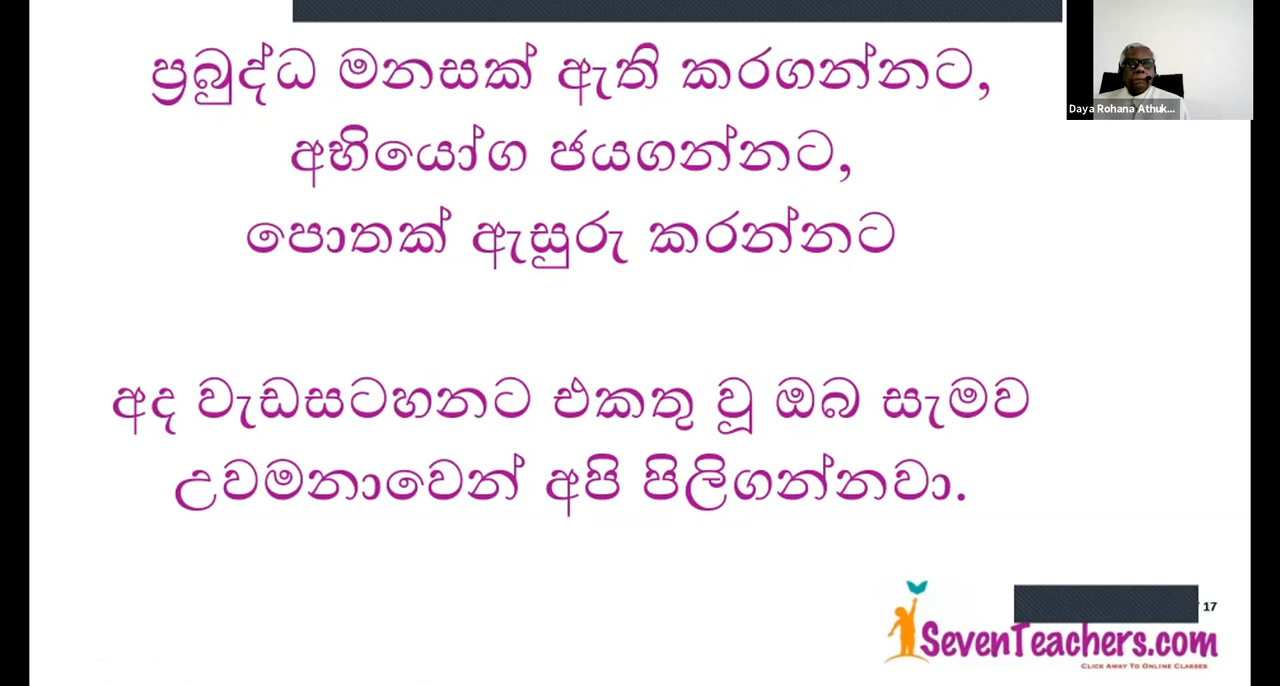 ප්‍රබුද්ධ මනසක් ඇති කරගන්නට,
අභියෝග ජයගන්නට,
පොතක් ඇසුරු කරන්නට
අද වැඩසටහනට එකතු වූ ඔබ සැමව
උවමනාවෙන් අපි පිලිගන්නවා.
Daya Rohana Athuk...
17
SevenTeachers.com
Click Away To Online Classes